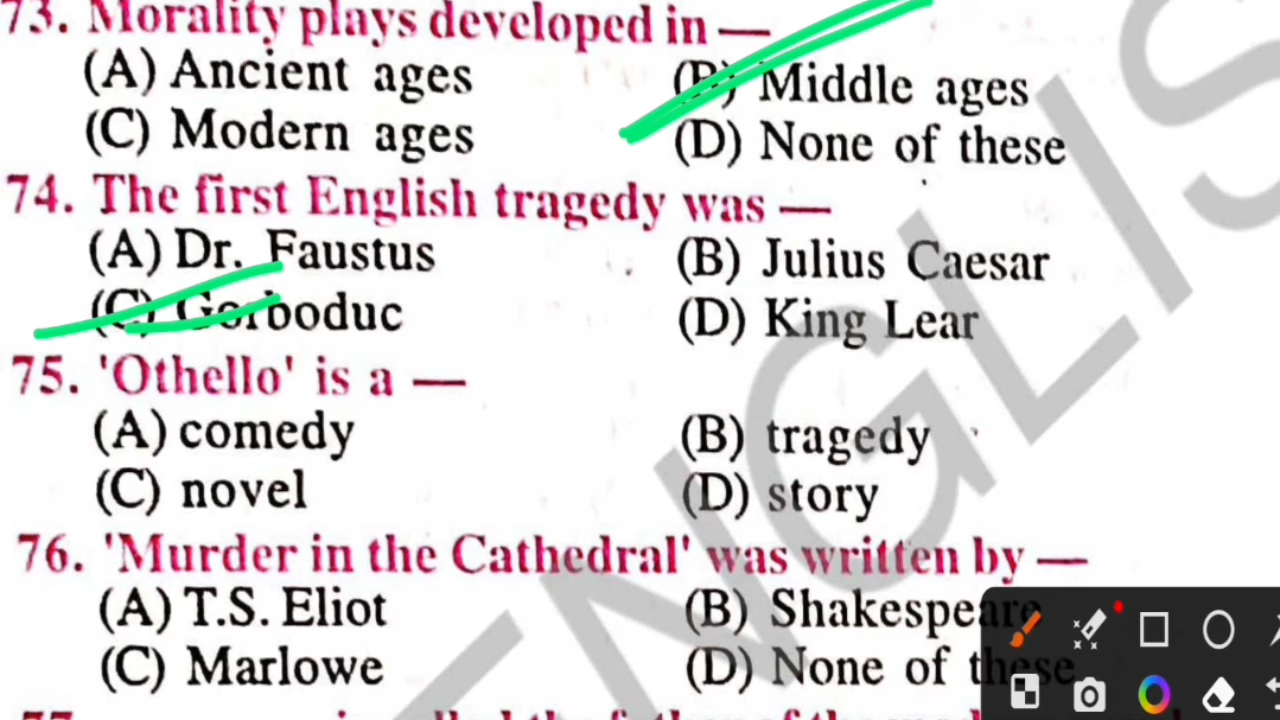 73. Morality plays developed in —
(A) Ancient ages (B) Middle ages
(C) Modern ages (D) None of these
74. The first English tragedy was —
(A) Dr. Faustus (B) Julius Caesar
(C) Gorboduc (D) King Lear
75. 'Othello' is a —
(A) comedy (B) tragedy
(C) novel (D) story
76. 'Murder in the Cathedral' was written by —
(A) T.S. Eliot (B) Shakespeare
(C) Marlowe (D) None of these
ENGLIS